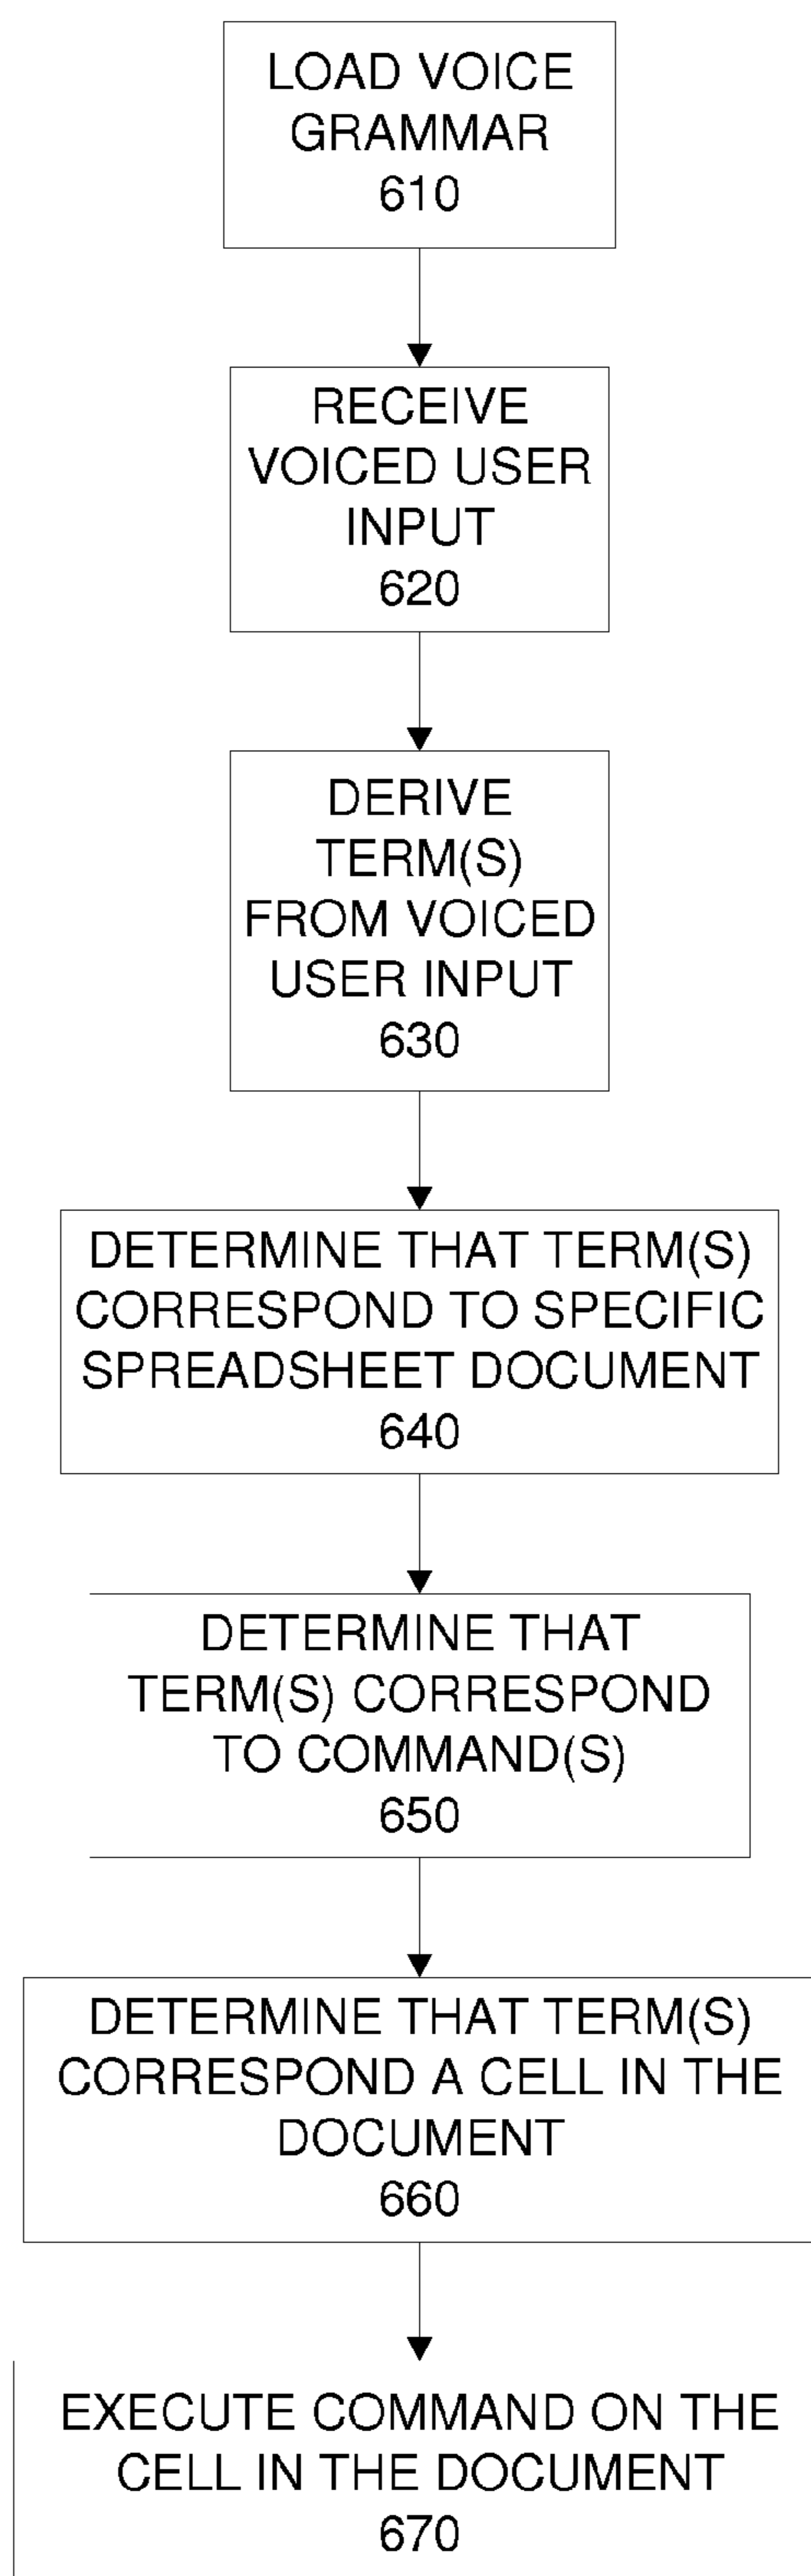 LOAD VOICE
GRAMMAR
610
RECEIVE
VOICED USER
INPUT
620
DERIVE
TERM(S)
FROM VOICED
USER INPUT
630
DETERMINE THAT TERM(S)
CORRESPOND TO SPECIFIC
SPREADSHEET DOCUMENT
640
DETERMINE THAT
TERM(S) CORRESPOND
TO COMMAND(S)
650
DETERMINE THAT TERM(S)
CORRESPOND A CELL IN THE
DOCUMENT
660
EXECUTE COMMAND ON THE
CELL IN THE DOCUMENT
670